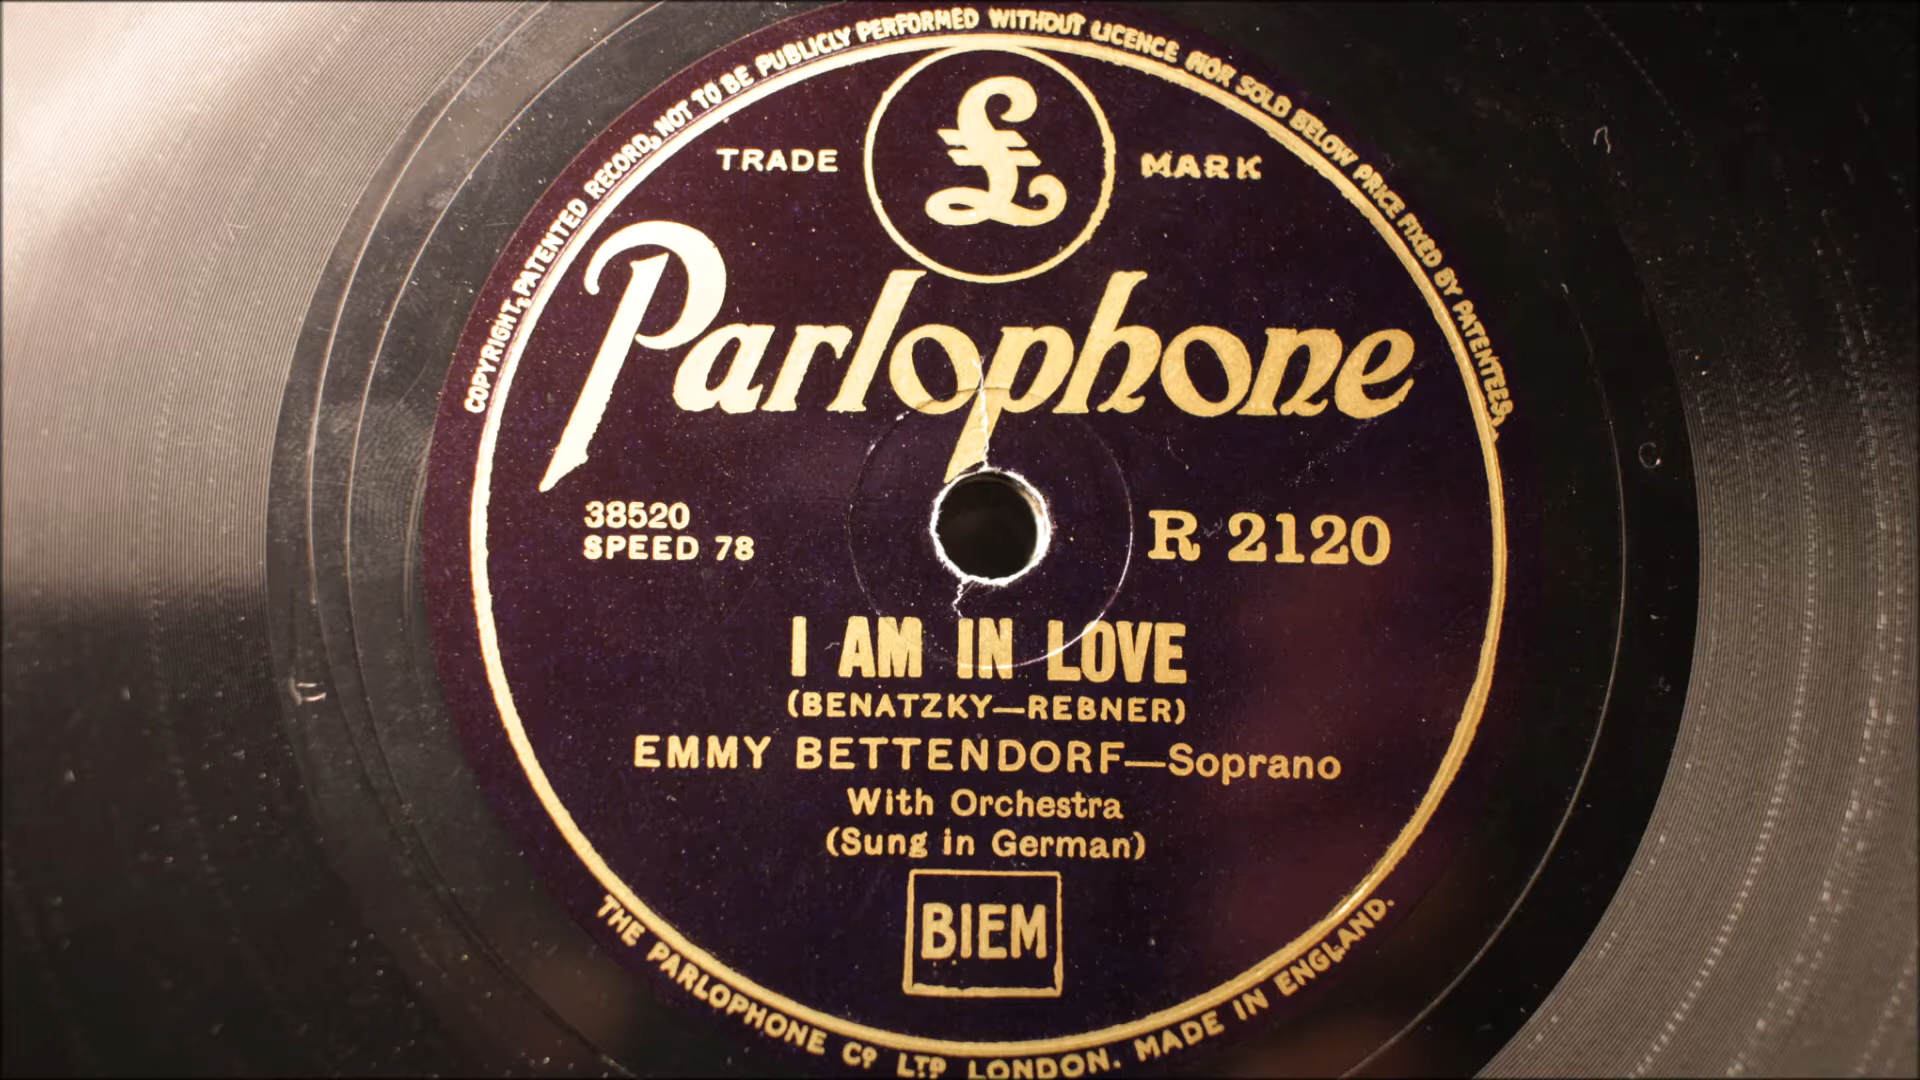 COPYRIGHT, PATENTED RECORD, NOT TO BE PUBLICLY PERFORMED WITHOUT LICENCE NOR SOLD BELOW PRICE FIXED BY PATENTEES.
TRADE £ MARK
Parlophone
38520
SPEED 78
R 2120
I AM IN LOVE
(BENATZKY—REBNER)
EMMY BETTENDORF—Soprano
With Orchestra
(Sung in German)
BIEM
THE PARLOPHONE Cº LTD LONDON. MADE IN ENGLAND.